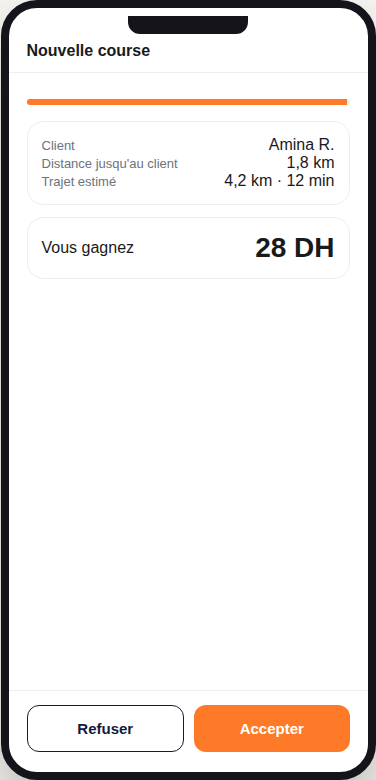 Nouvelle course
Client Amina R.
Distance jusqu'au client 1,8 km
Trajet estimé 4,2 km · 12 min
Vous gagnez 28 DH
Refuser Accepter